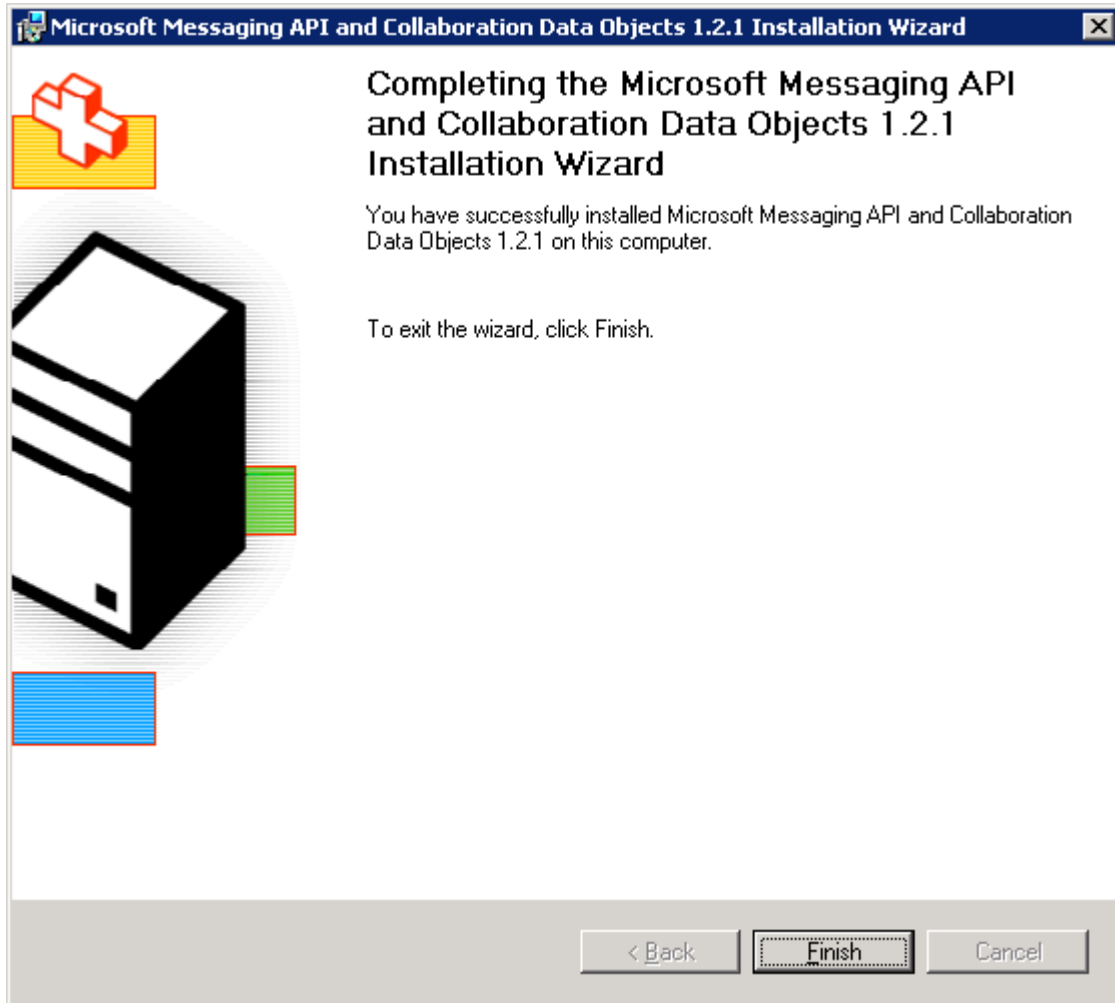 Microsoft Messaging API and Collaboration Data Objects 1.2.1 Installation Wizard
Completing the Microsoft Messaging API
and Collaboration Data Objects 1.2.1
Installation Wizard
You have successfully installed Microsoft Messaging API and Collaboration
Data Objects 1.2.1 on this computer.
To exit the wizard, click Finish.
< Back Finish Cancel